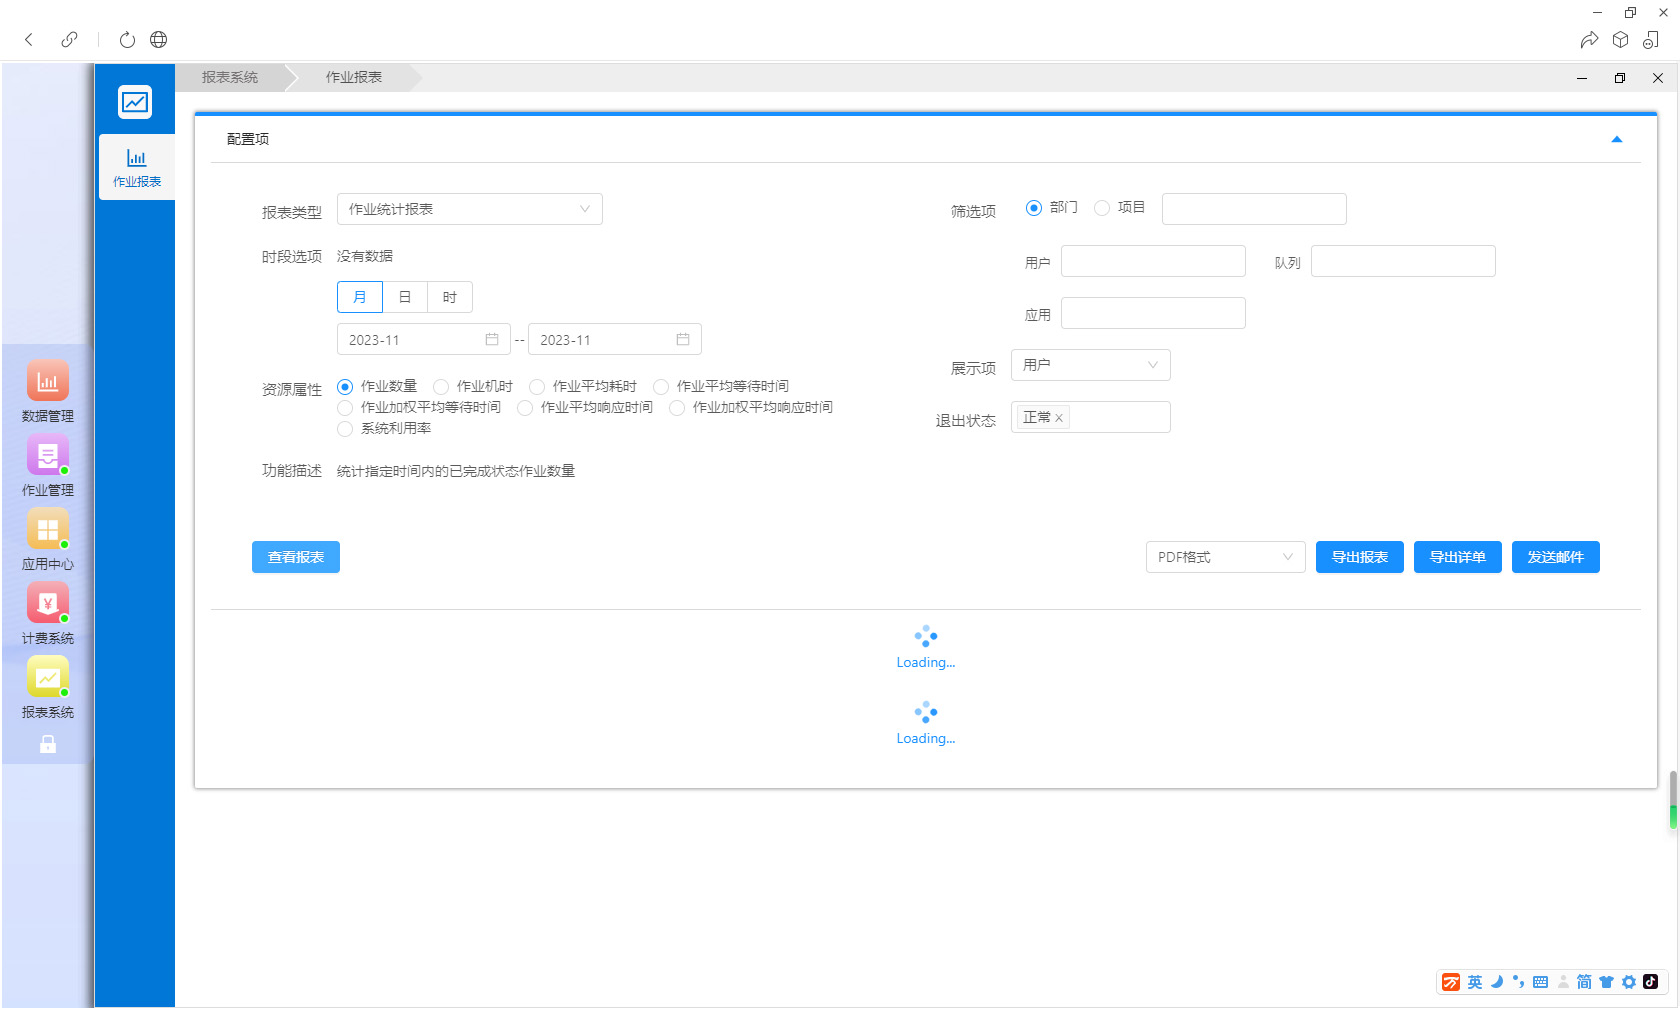 报表系统 作业报表
作业报表
配置项
报表类型 作业统计报表
筛选项 部门 项目
时段选项 没有数据
用户 队列
月 日 时
应用
2023-11 -- 2023-11
展示项 用户
资源属性 作业数量 作业机时 作业平均耗时 作业平均等待时间
作业加权平均等待时间 作业平均响应时间 作业加权平均响应时间
系统利用率
退出状态 正常 x
功能描述 统计指定时间内的已完成状态作业数量
查看报表 PDF格式 导出报表 导出详单 发送邮件
Loading...
Loading...
数据管理
作业管理
应用中心
计费系统
报表系统
英 简